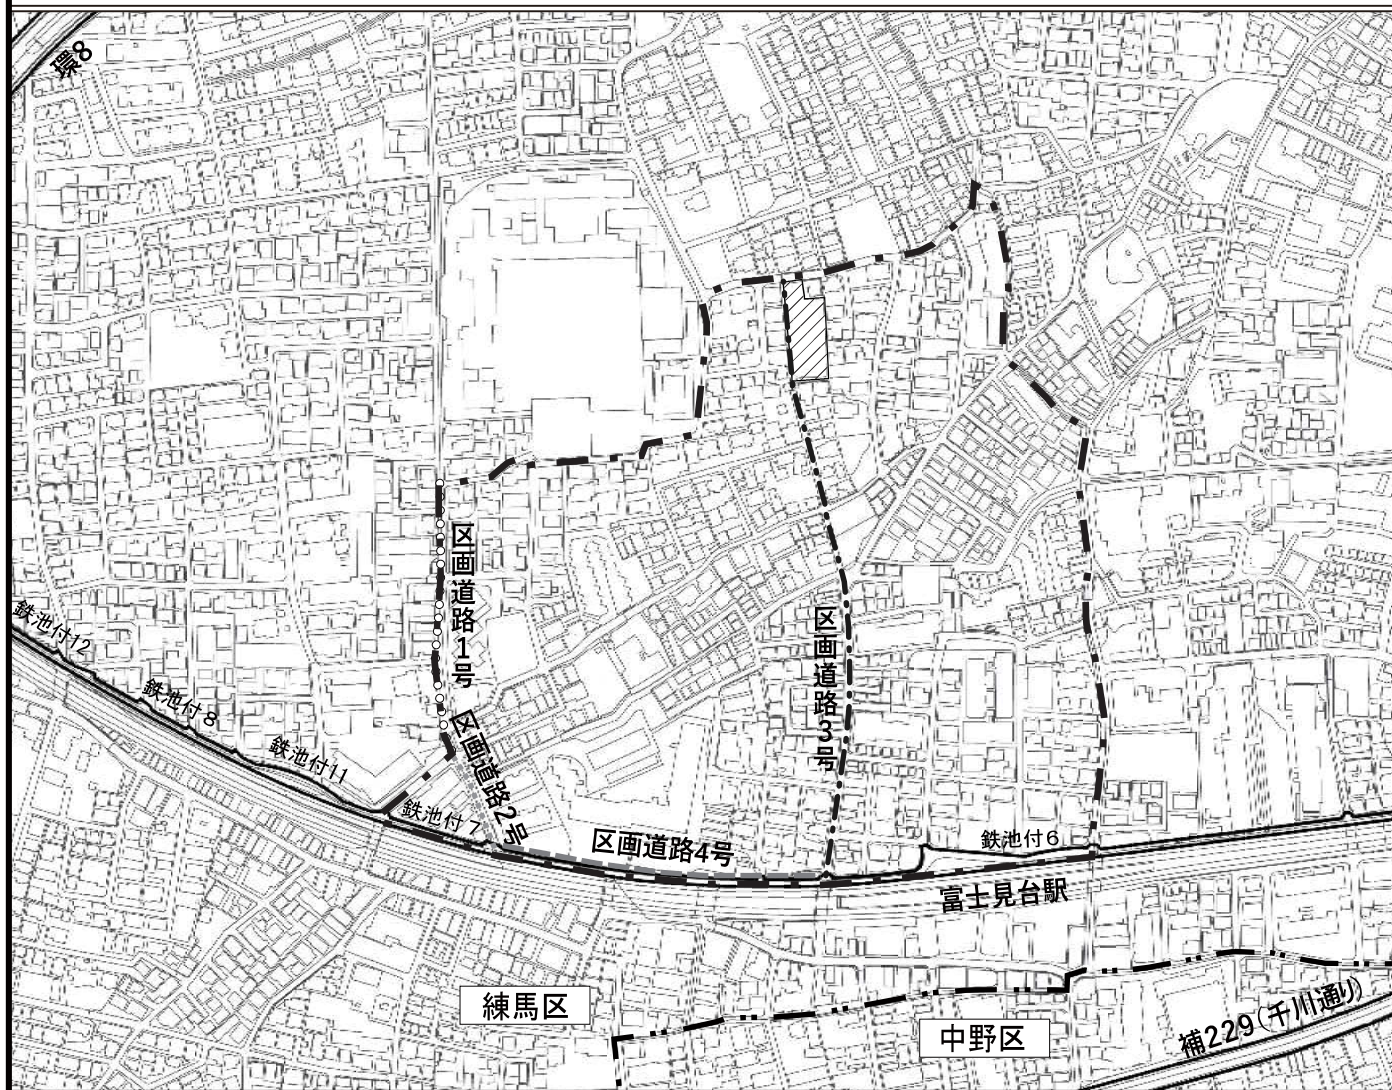 環8
区画道路1号
区画道路3号
鉄池付12
鉄池付8
鉄池付11
鉄池付7
区画道路2号
区画道路4号
鉄池付6
富士見台駅
練馬区
中野区
補229(千川通り)